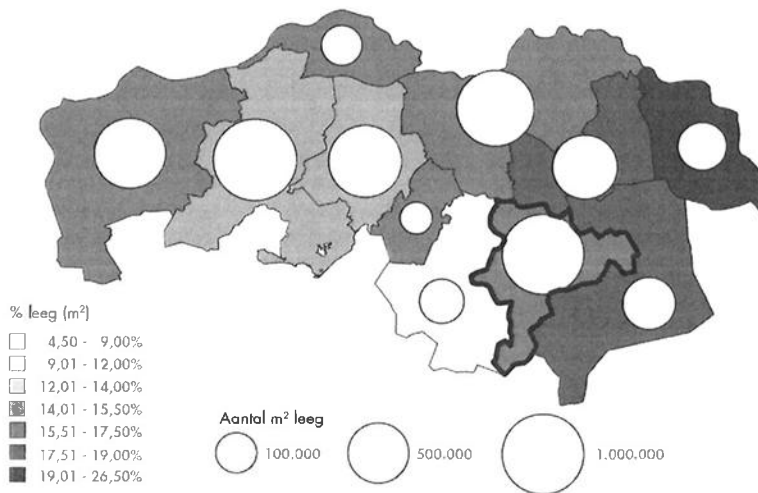 % leeg (m²)
4,50 - 9,00%
9,01 - 12,00%
12,01 - 14,00%
14,01 - 15,50%
15,51 - 17,50%
17,51 - 19,00%
19,01 - 26,50%
Aantal m² leeg
100.000
500.000
1.000.000